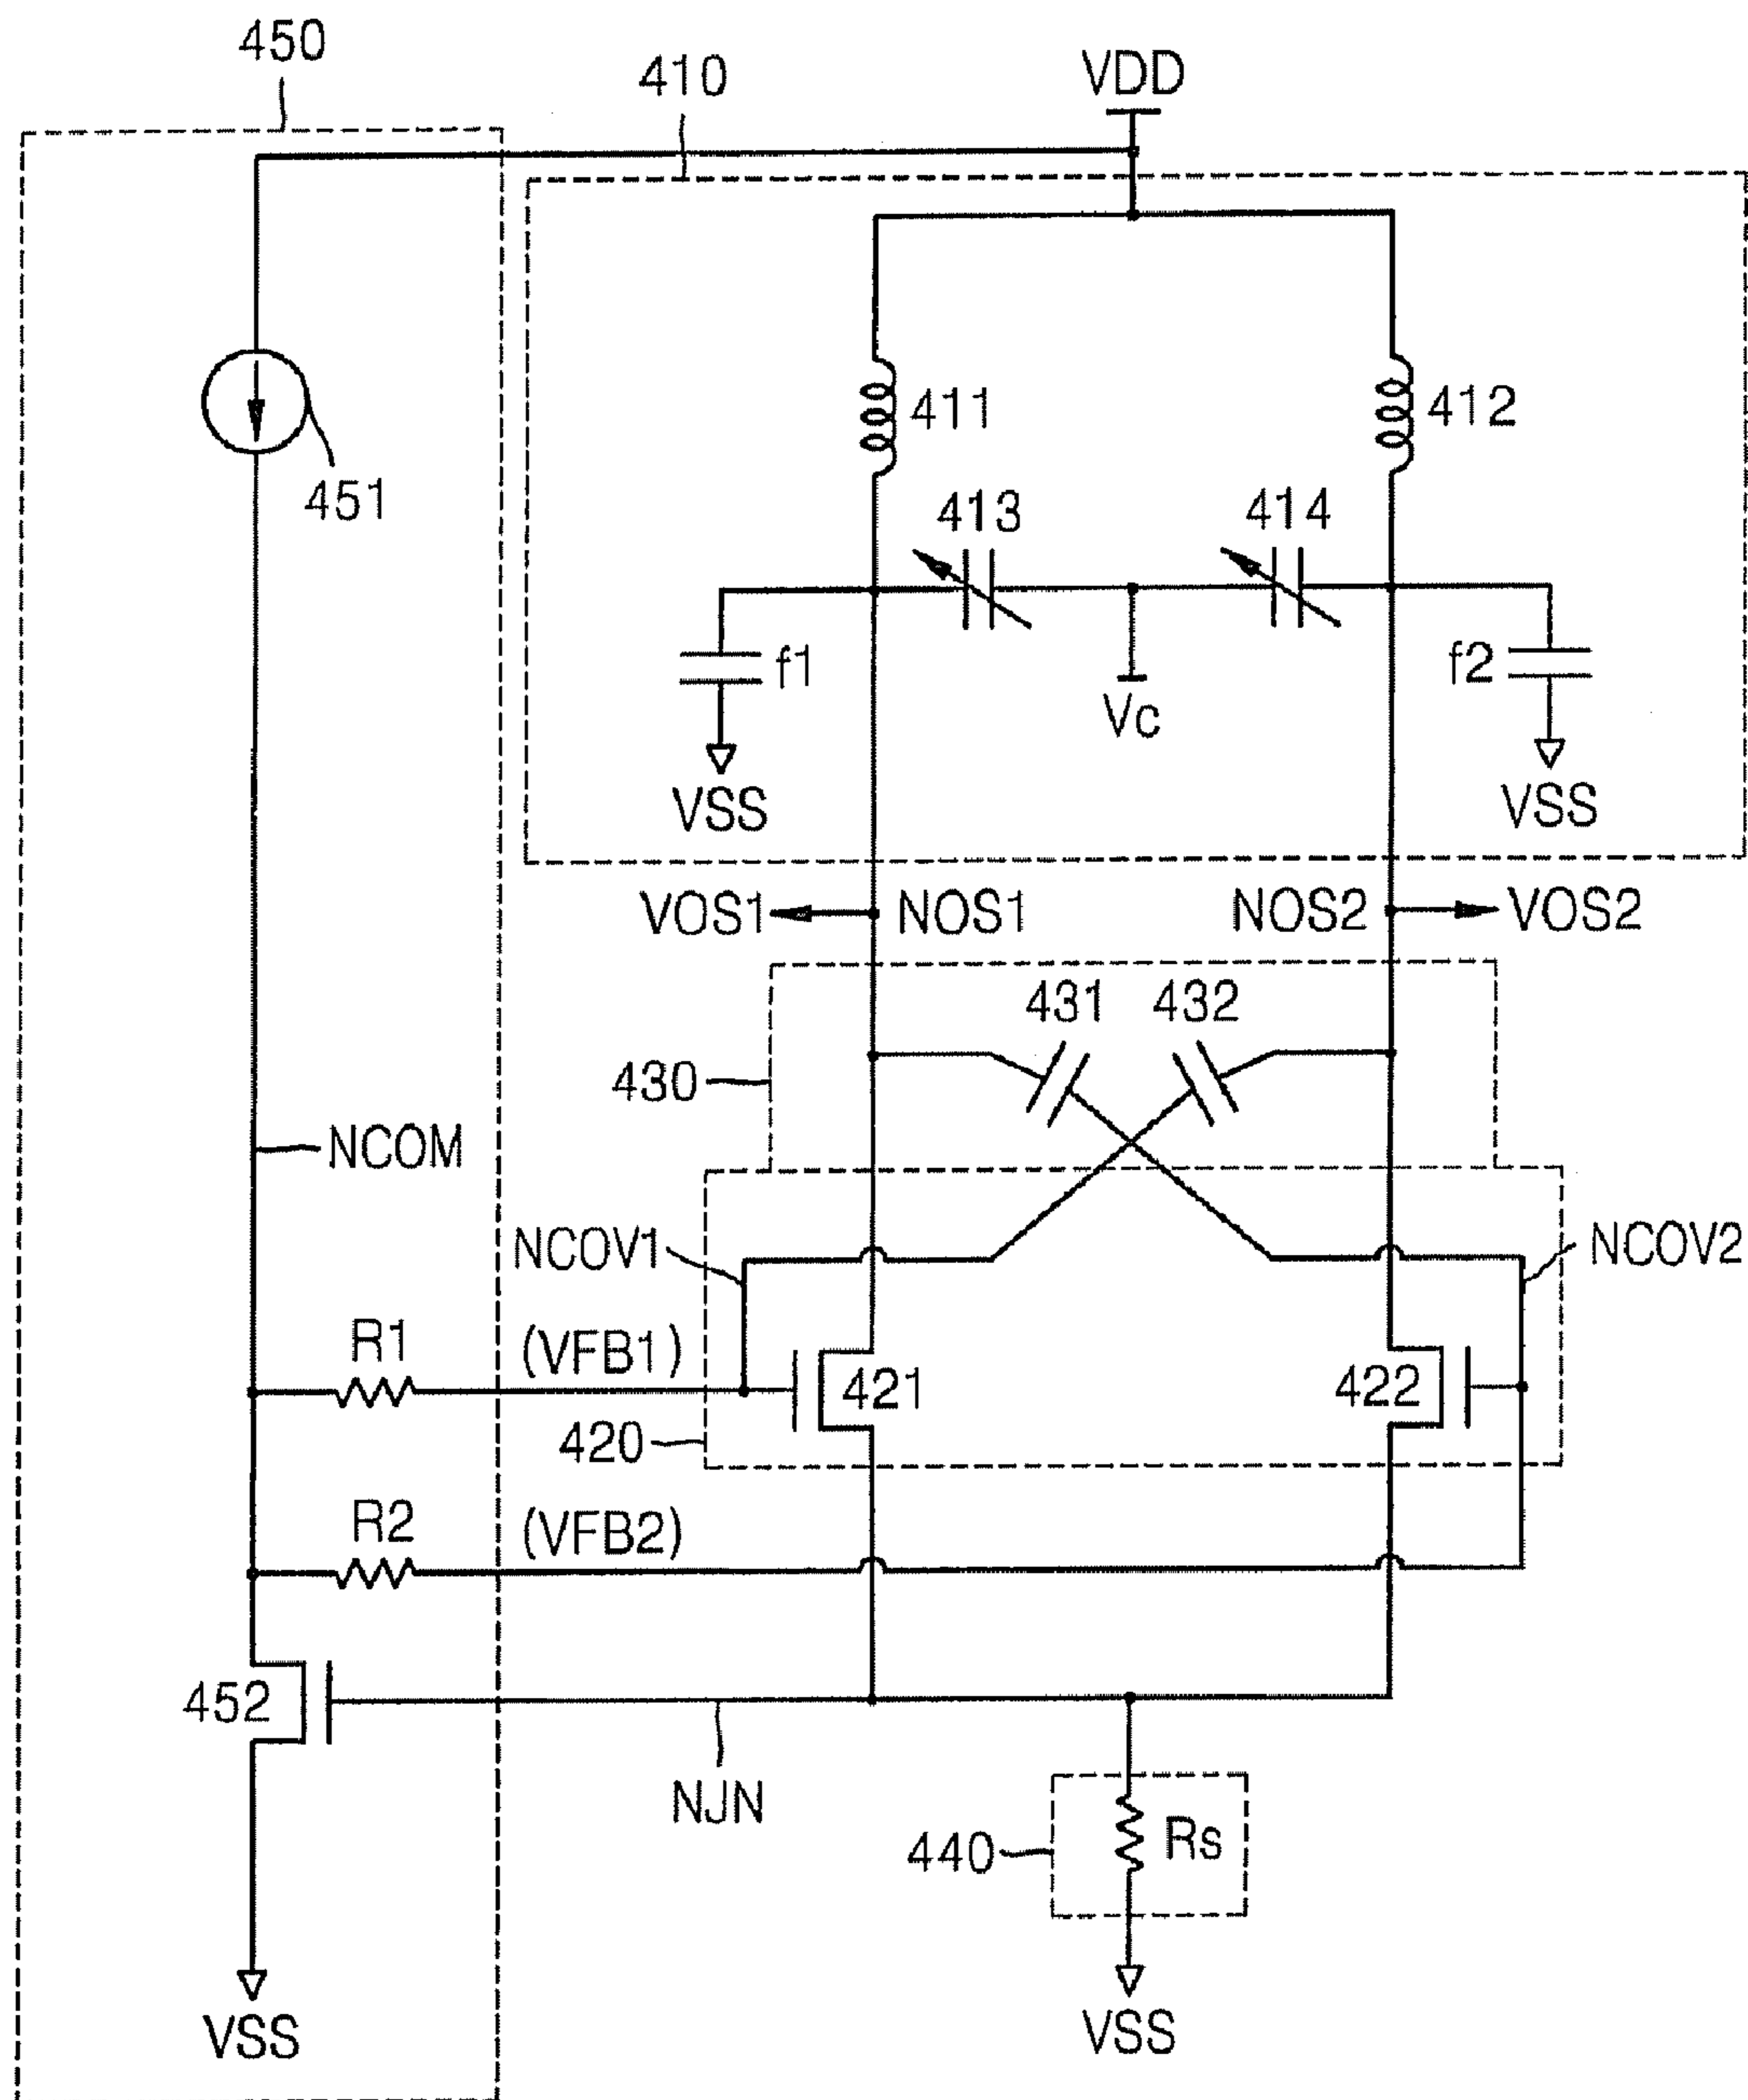 450
410
VDD
411
412
451
413
414
f1
f2
Vc
VSS
VSS
VOS1
NOS1
NOS2
VOS2
431
432
430
NCOM
NCOV1
NCOV2
R1
(VFB1)
421
422
420
R2
(VFB2)
452
NJN
440
Rs
VSS
VSS